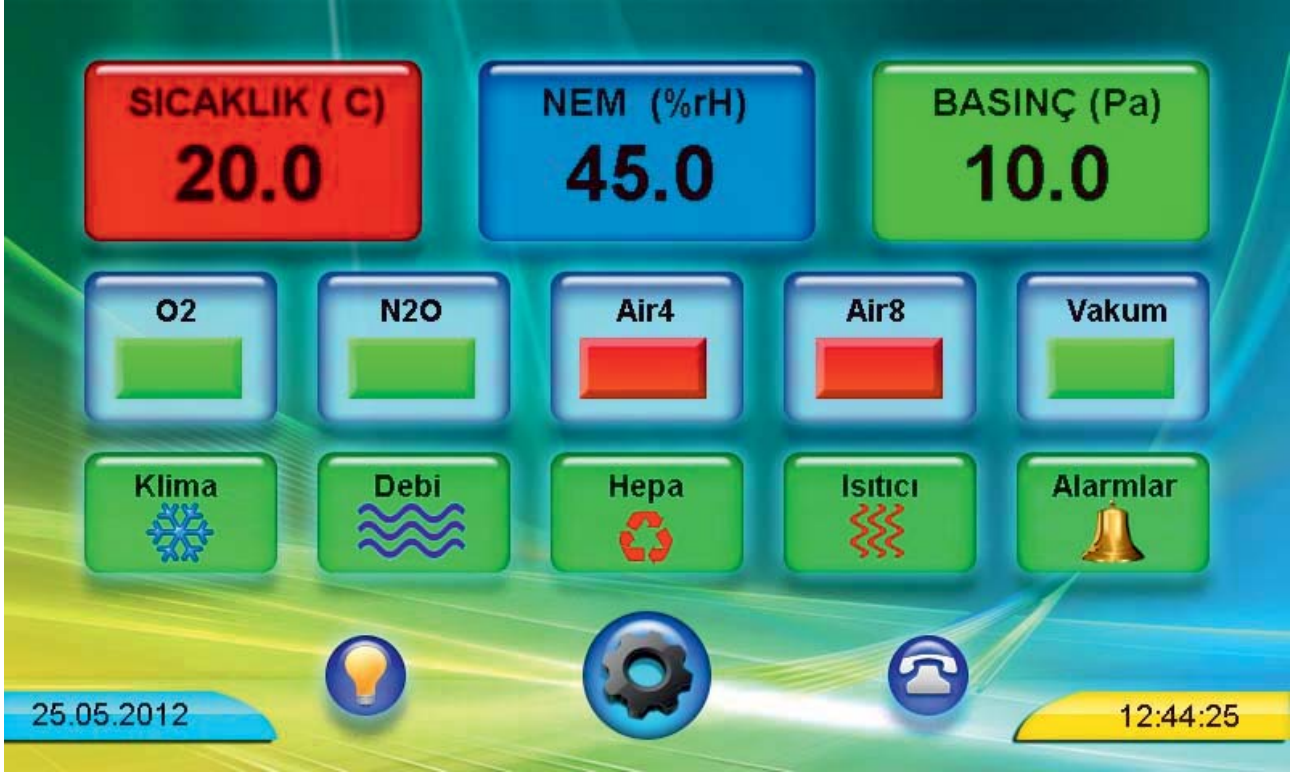 SICAKLIK ( C)
20.0
NEM (%rH)
45.0
BASINÇ (Pa)
10.0
O2
N2O
Air4
Air8
Vakum
Klima
Debi
Hepa
Isıtıcı
Alarmlar
25.05.2012
12:44:25